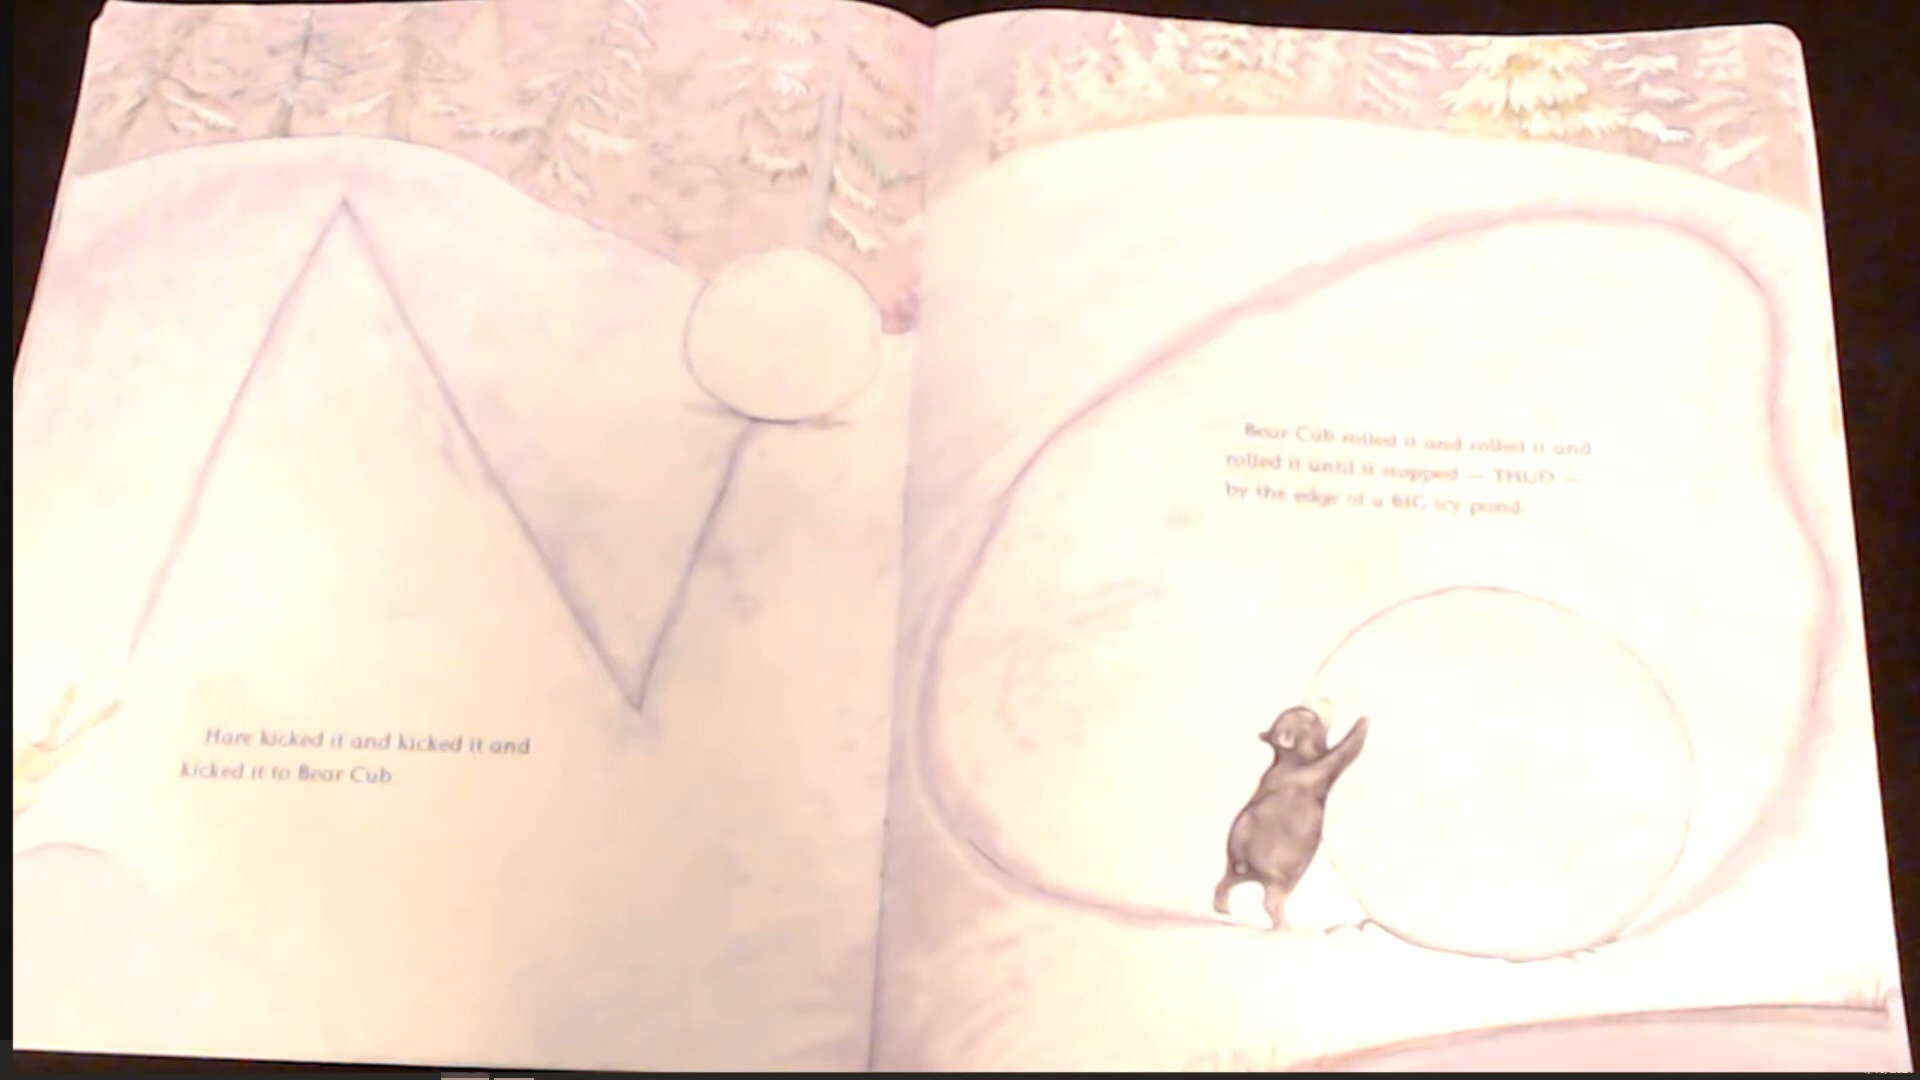 Hare kicked it and kicked it and
kicked it to Bear Cub.
Bear Cub rolled it and rolled it and
rolled it until it stopped — THUD —
by the edge of a BIG icy pond.